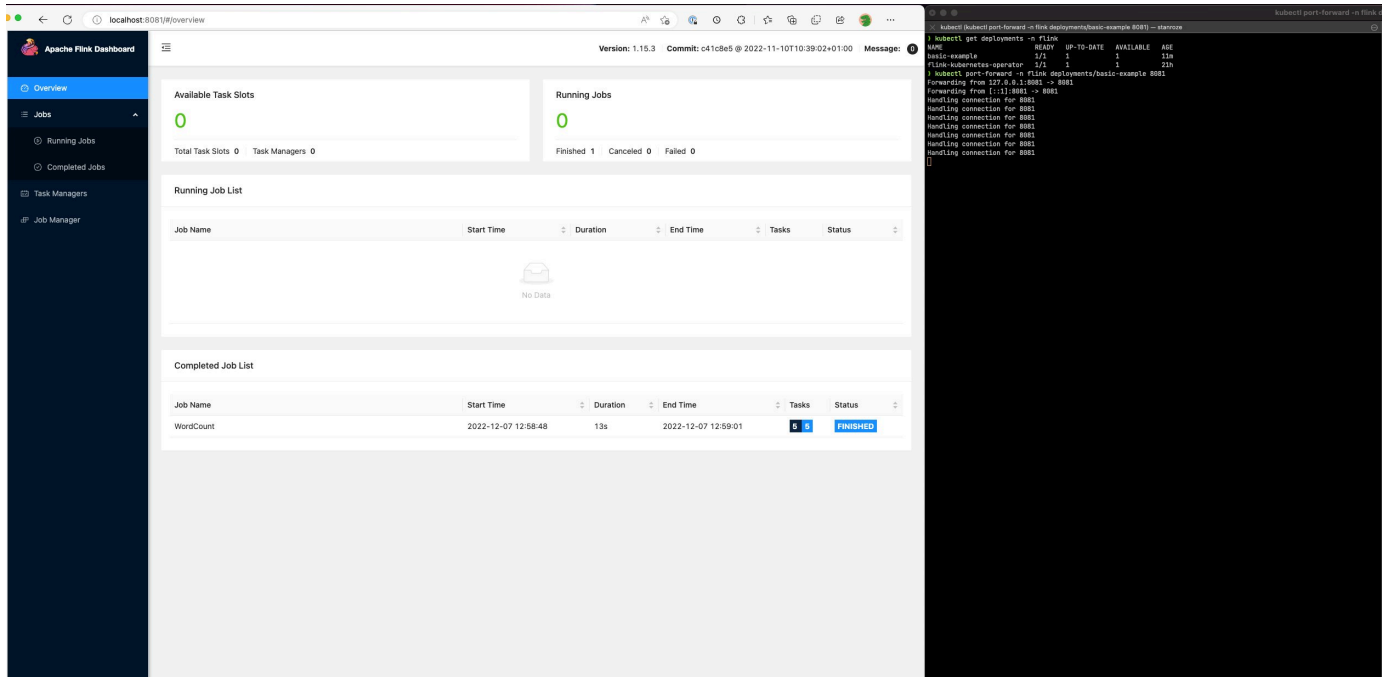 localhost:8081/#/overview
Apache Flink Dashboard
Version: 1.15.3 Commit: c41c8e5 @ 2022-11-10T10:39:02+01:00 Message: 0
Overview
Jobs
Running Jobs
Completed Jobs
Task Managers
Job Manager
Available Task Slots
0
Total Task Slots 0 Task Managers 0
Running Jobs
0
Finished 1 Canceled 0 Failed 0
Running Job List
Job Name Start Time Duration End Time Tasks Status
No Data
Completed Job List
Job Name Start Time Duration End Time Tasks Status
WordCount 2022-12-07 12:58:48 13s 2022-12-07 12:59:01 5 5 FINISHED
kubectl port-forward -n flink d
kubectl (kubectl port-forward -n flink deployments/basic-example 8081) — stanroze
❯ kubectl get deployments -n flink
NAME READY UP-TO-DATE AVAILABLE AGE
basic-example 1/1 1 1 11m
flink-kubernetes-operator 1/1 1 1 21h
❯ kubectl port-forward -n flink deployments/basic-example 8081
Forwarding from 127.0.0.1:8081 -> 8081
Forwarding from [::1]:8081 -> 8081
Handling connection for 8081
Handling connection for 8081
Handling connection for 8081
Handling connection for 8081
Handling connection for 8081
Handling connection for 8081
Handling connection for 8081